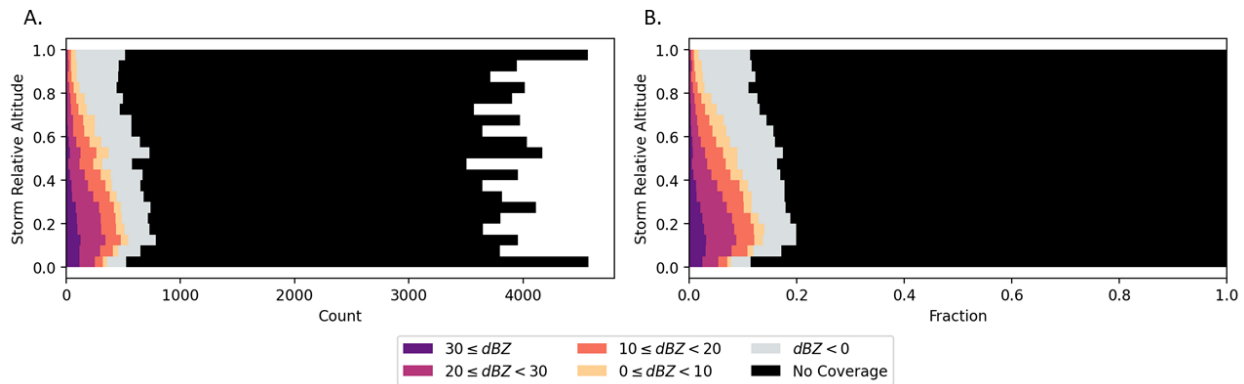 A.
B.
Storm Relative Altitude
1.0
0.8
0.6
0.4
0.2
0.0
0
1000
2000
3000
4000
Count
Storm Relative Altitude
1.0
0.8
0.6
0.4
0.2
0.0
0.0
0.2
0.4
0.6
0.8
1.0
Fraction
30 ≤ dBZ
20 ≤ dBZ < 30
10 ≤ dBZ < 20
0 ≤ dBZ < 10
dBZ < 0
No Coverage